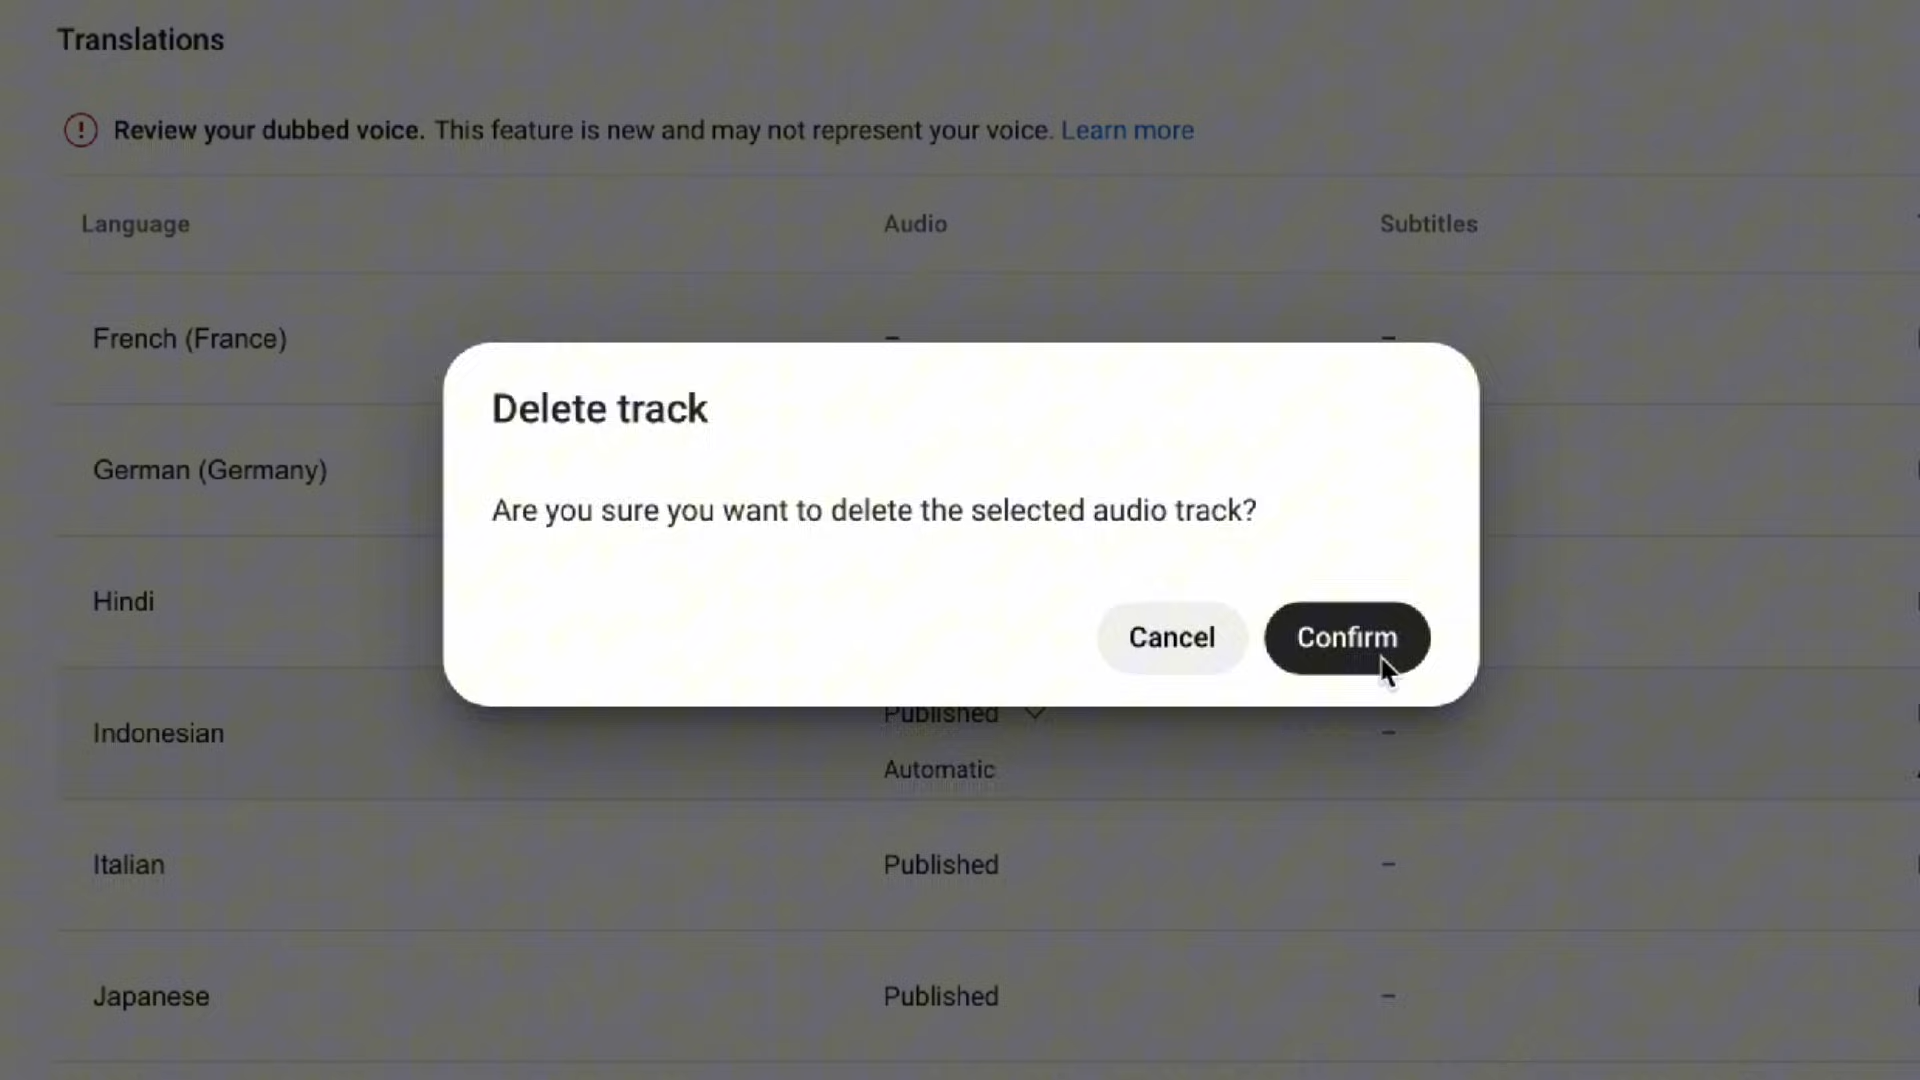 Translations
Review your dubbed voice. This feature is new and may not represent your voice. Learn more
Language Audio Subtitles
French (France) – –
Delete track
German (Germany)
Are you sure you want to delete the selected audio track?
Hindi
Cancel Confirm
Published
Indonesian –
Automatic
Italian Published –
Japanese Published –